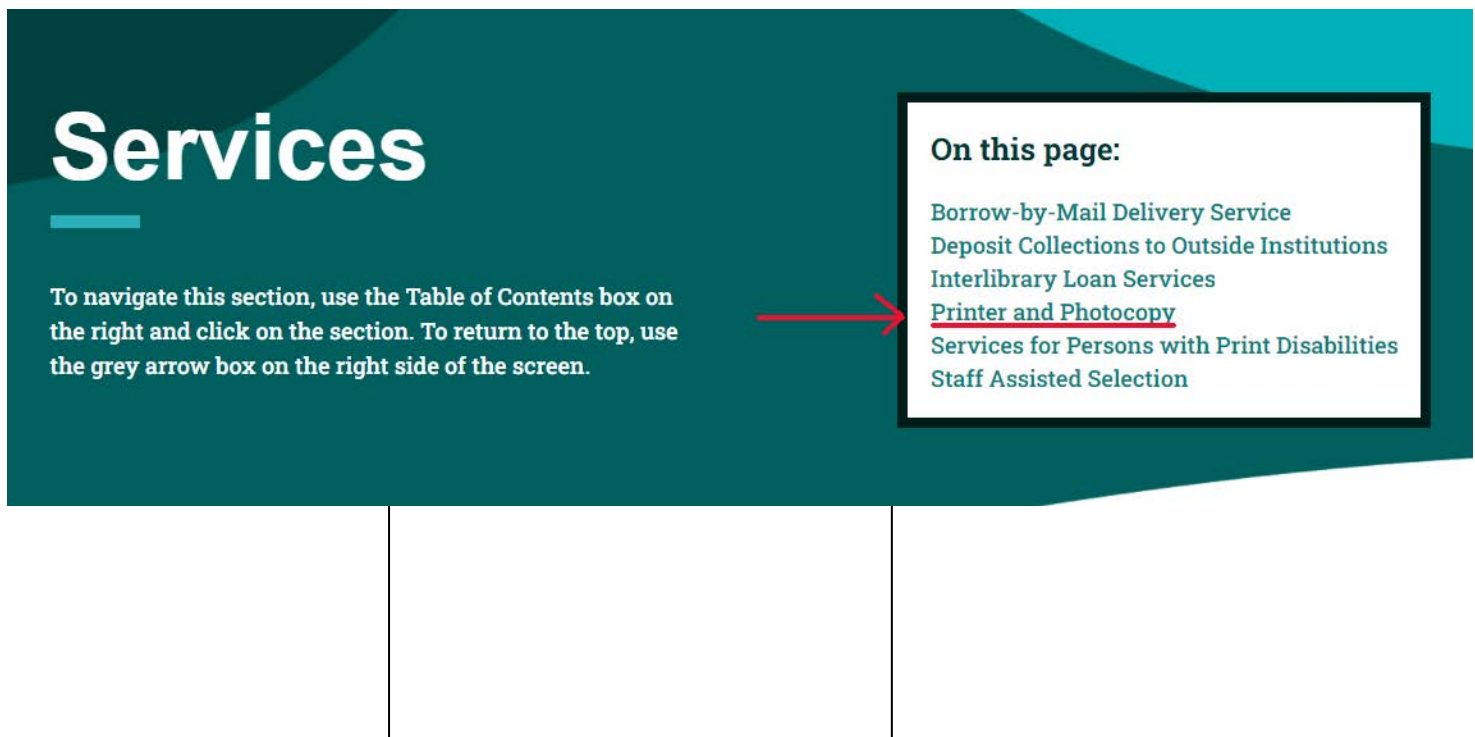 Services
To navigate this section, use the Table of Contents box on
the right and click on the section. To return to the top, use
the grey arrow box on the right side of the screen.
On this page:
Borrow-by-Mail Delivery Service
Deposit Collections to Outside Institutions
Interlibrary Loan Services
Printer and Photocopy
Services for Persons with Print Disabilities
Staff Assisted Selection